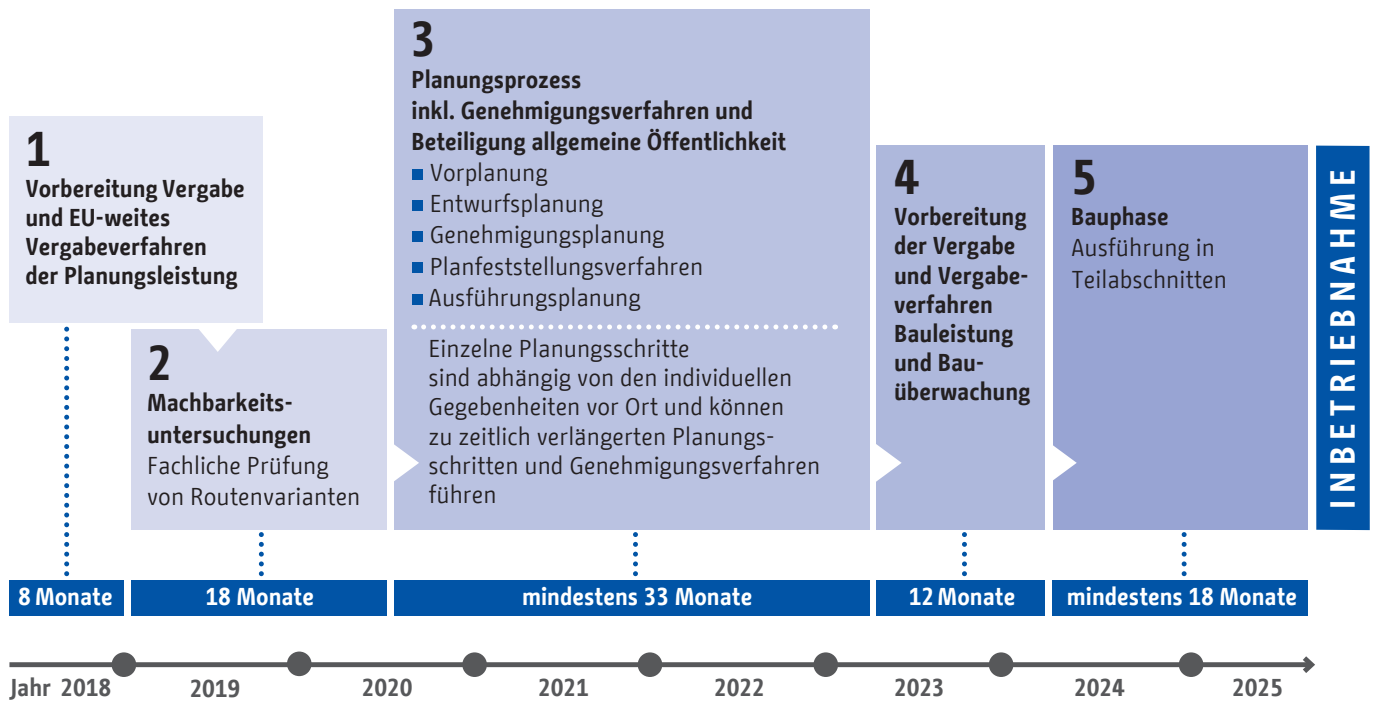 1
Vorbereitung Vergabe
und EU-weites
Vergabeverfahren
der Planungsleistung
2
Machbarkeits-
untersuchungen
Fachliche Prüfung
von Routenvarianten
3
Planungsprozess
inkl. Genehmigungsverfahren und
Beteiligung allgemeine Öffentlichkeit
Vorplanung
Entwurfsplanung
Genehmigungsplanung
Planfeststellungsverfahren
Ausführungsplanung
Einzelne Planungsschritte
sind abhängig von den individuellen
Gegebenheiten vor Ort und können
zu zeitlich verlängerten Planungs-
schritten und Genehmigungsverfahren
führen
4
Vorbereitung
der Vergabe
und Vergabe-
verfahren
Bauleistung
und Bau-
überwachung
5
Bauphase
Ausführung in
Teilabschnitten
INBETRIEBNAHME
8 Monate
18 Monate
mindestens 33 Monate
12 Monate
mindestens 18 Monate
Jahr 2018 2019 2020 2021 2022 2023 2024 2025